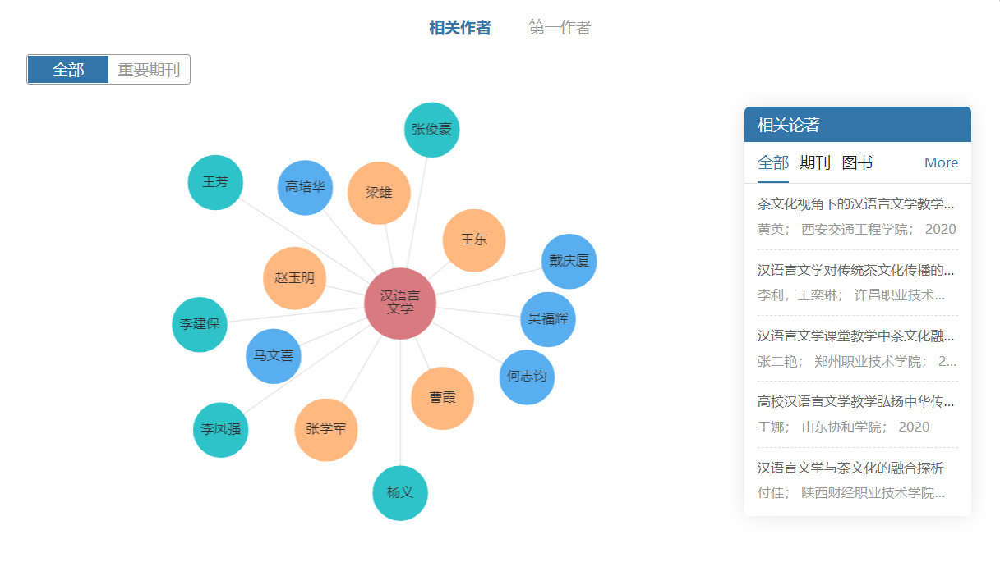 相关作者 第一作者
全部 重要期刊
张俊豪
王芳
高培华
梁雄
王东
戴庆厦
赵玉明
汉语言
文学
李建保
吴福辉
马文喜
何志钧
曹霞
李凤强
张学军
杨义
相关论著
全部 期刊 图书 More
茶文化视角下的汉语言文学教学...
黄英； 西安交通工程学院； 2020
汉语言文学对传统茶文化传播的...
李利，王奕琳； 许昌职业技术...
汉语言文学课堂教学中茶文化融...
张二艳； 郑州职业技术学院； 2...
高校汉语言文学教学弘扬中华传...
王娜； 山东协和学院； 2020
汉语言文学与茶文化的融合探析
付佳； 陕西财经职业技术学院...